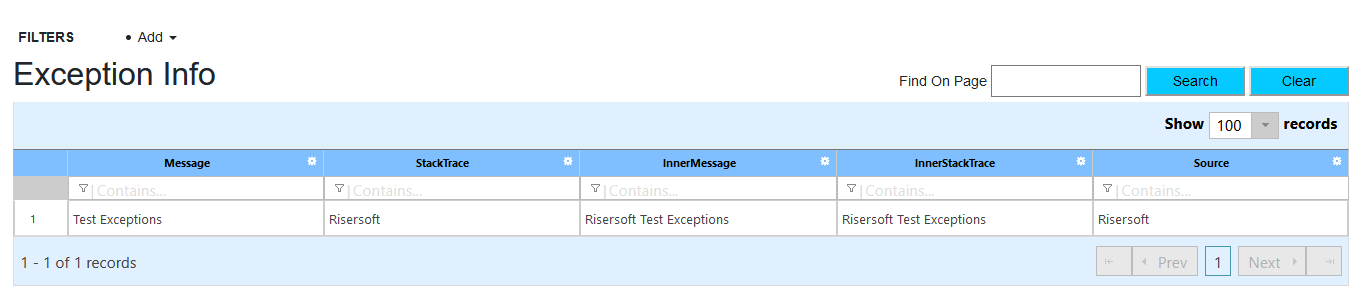 FILTERS • Add
Exception Info
Find On Page Search Clear
Show 100 records
Message StackTrace InnerMessage InnerStackTrace Source
Contains... Contains... Contains... Contains... Contains...
1 Test Exceptions Risersoft Risersoft Test Exceptions Risersoft Test Exceptions Risersoft
1 - 1 of 1 records Prev 1 Next